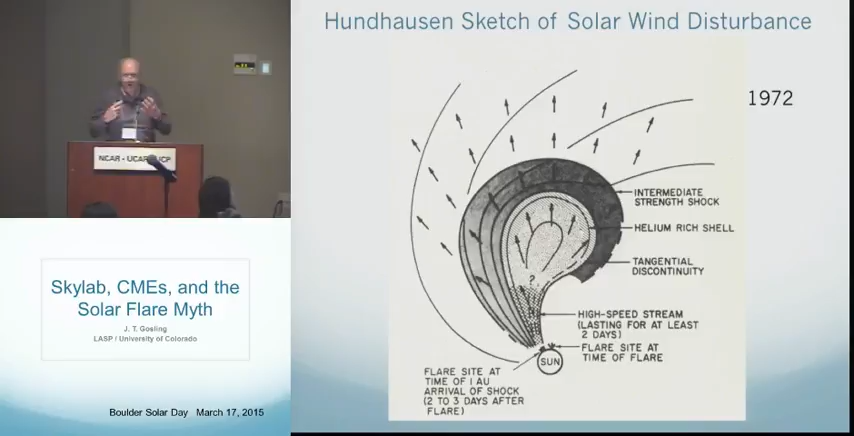 Hundhausen Sketch of Solar Wind Disturbance
1972
INTERMEDIATE
STRENGTH SHOCK
HELIUM RICH SHELL
TANGENTIAL
DISCONTINUITY
?
HIGH-SPEED STREAM
(LASTING FOR AT LEAST
2 DAYS)
FLARE SITE AT
TIME OF FLARE
SUN
FLARE SITE AT
TIME OF 1 AU
ARRIVAL OF SHOCK
(2 TO 3 DAYS AFTER
FLARE)
NCAR - UCAR
Skylab, CMEs, and the
Solar Flare Myth
J. T. Gosling
LASP / University of Colorado
Boulder Solar Day March 17, 2015